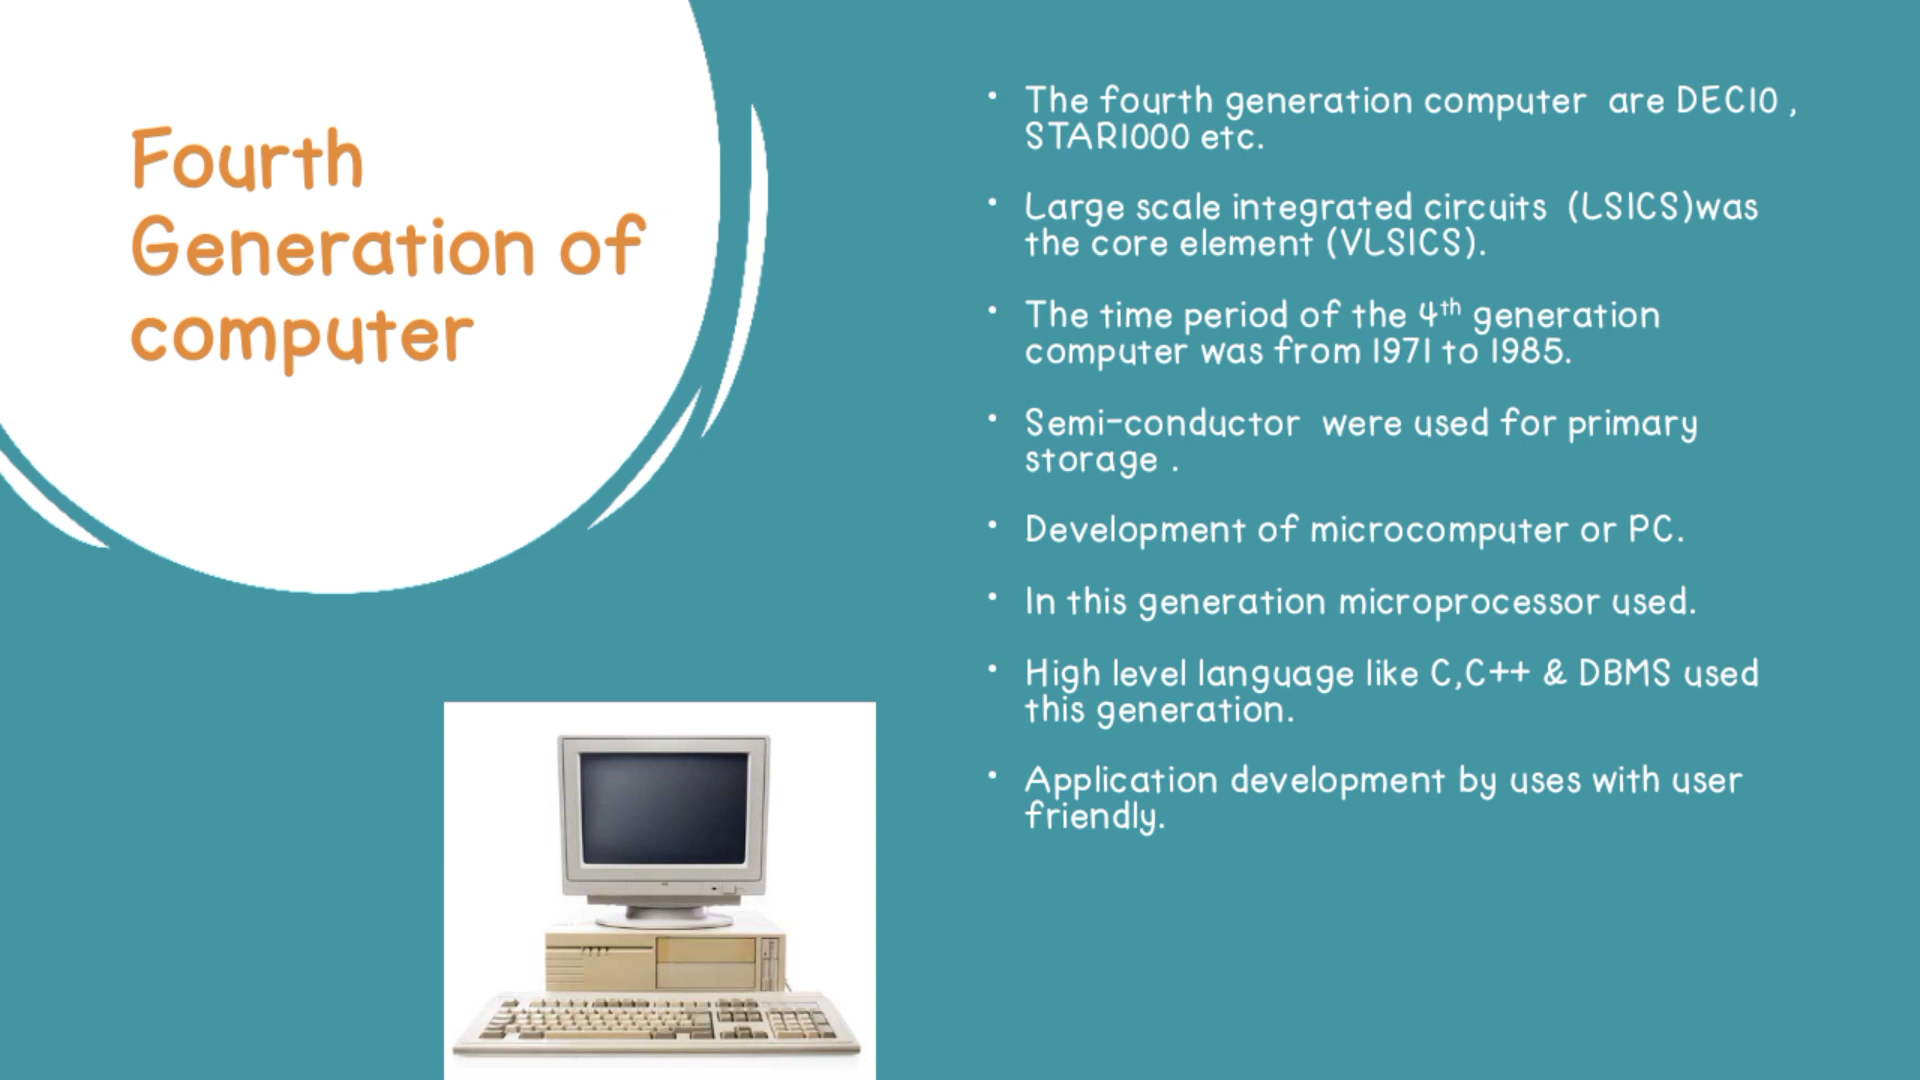 Fourth
Generation of
computer
• The fourth generation computer  are DEC10 ,
STAR1000 etc.
• Large scale integrated circuits  (LSICS)was
the core element (VLSICS).
• The time period of the 4th generation
computer was from 1971 to 1985.
• Semi-conductor  were used for primary
storage .
• Development of microcomputer or PC.
• In this generation microprocessor used.
• High level language like C,C++ & DBMS used
this generation.
• Application development by uses with user
friendly.